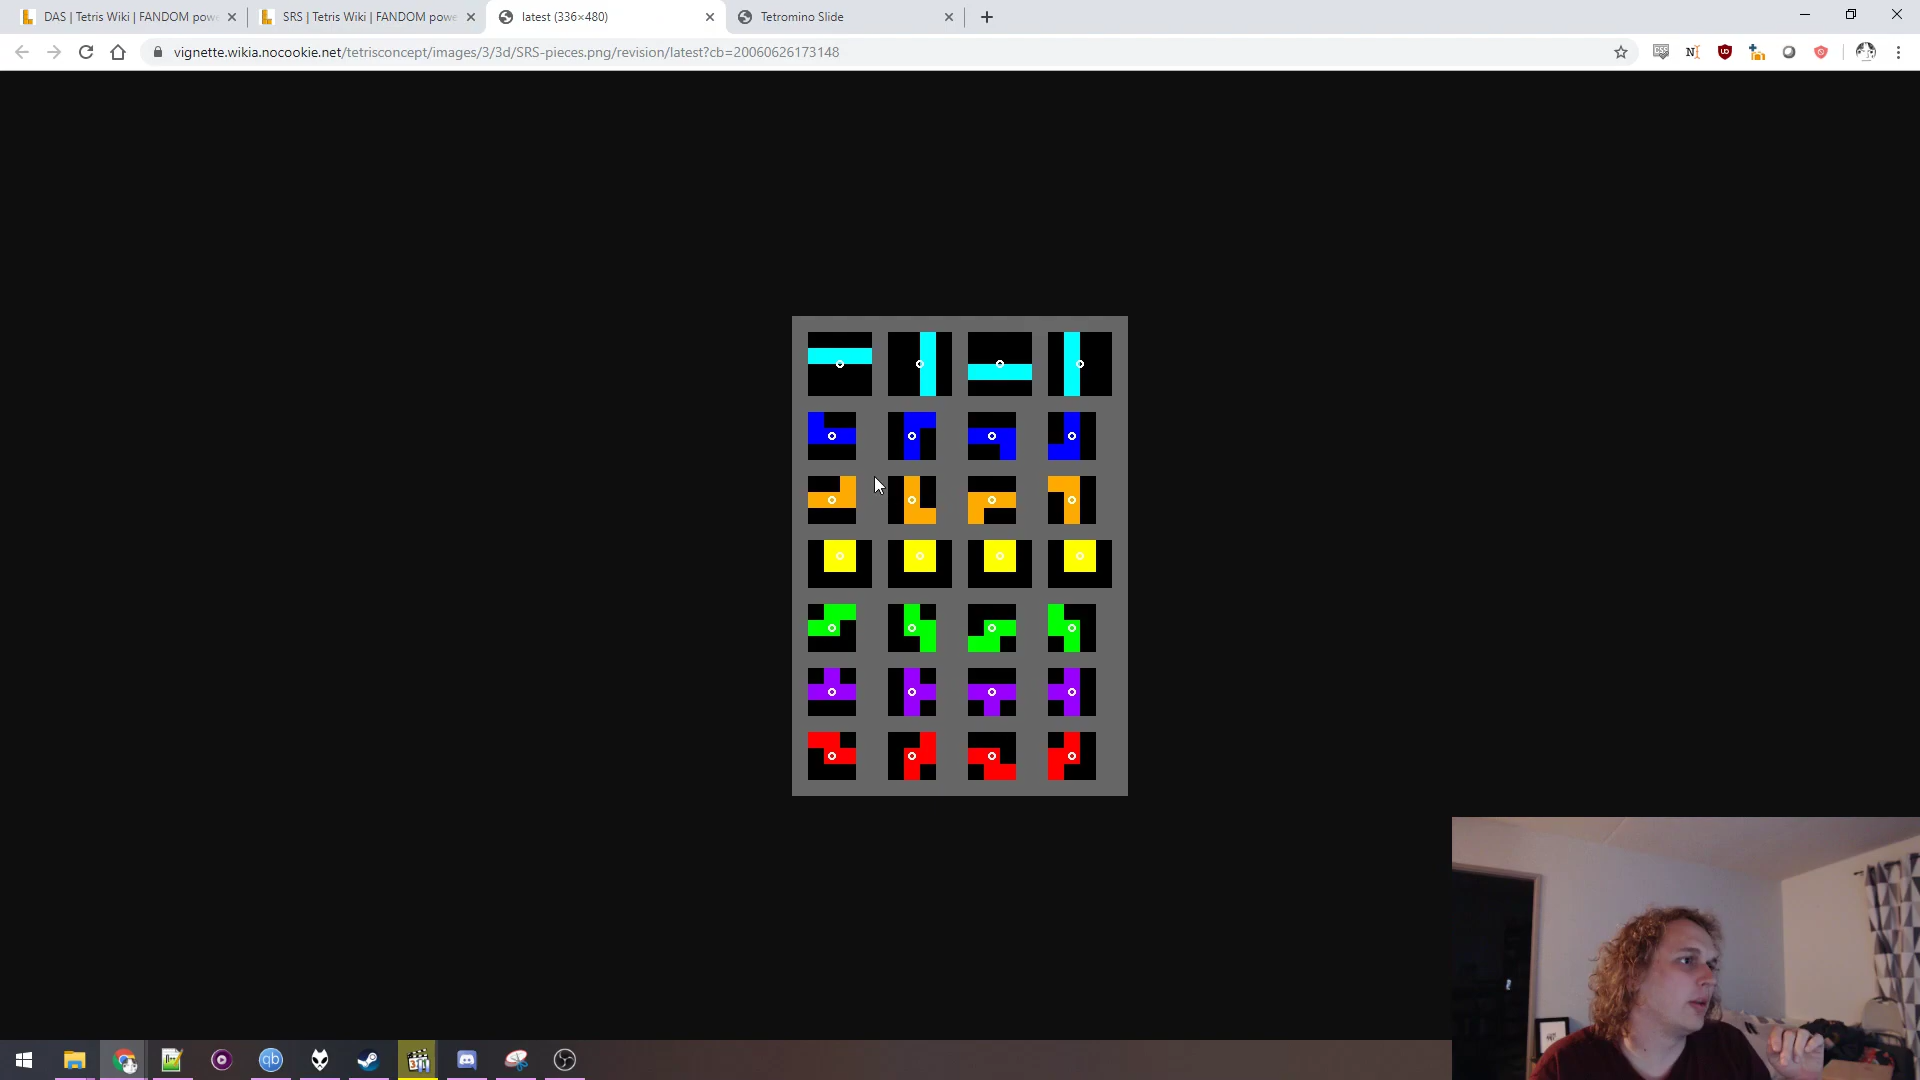 DAS | Tetris Wiki | FANDOM pow
SRS | Tetris Wiki | FANDOM powe
latest (336×480)
Tetromino Slide
vignette.wikia.nocookie.net/tetrisconcept/images/3/3d/SRS-pieces.png/revision/latest?cb=20060626173148